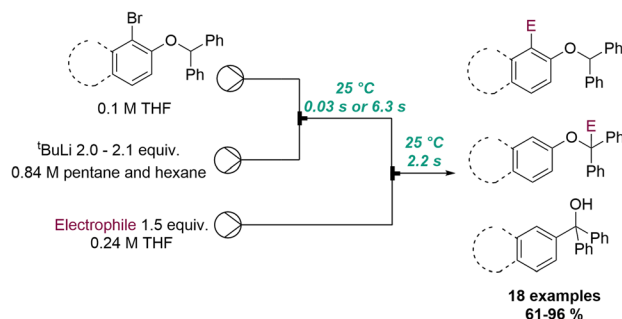 Br
O
Ph
Ph
0.1 M THF
ᵗBuLi 2.0 - 2.1 equiv.
0.84 M pentane and hexane
Electrophile 1.5 equiv.
0.24 M THF
25 °C
0.03 s or 6.3 s
25 °C
2.2 s
E
O
Ph
Ph
E
O
Ph
Ph
OH
Ph
Ph
18 examples
61-96 %